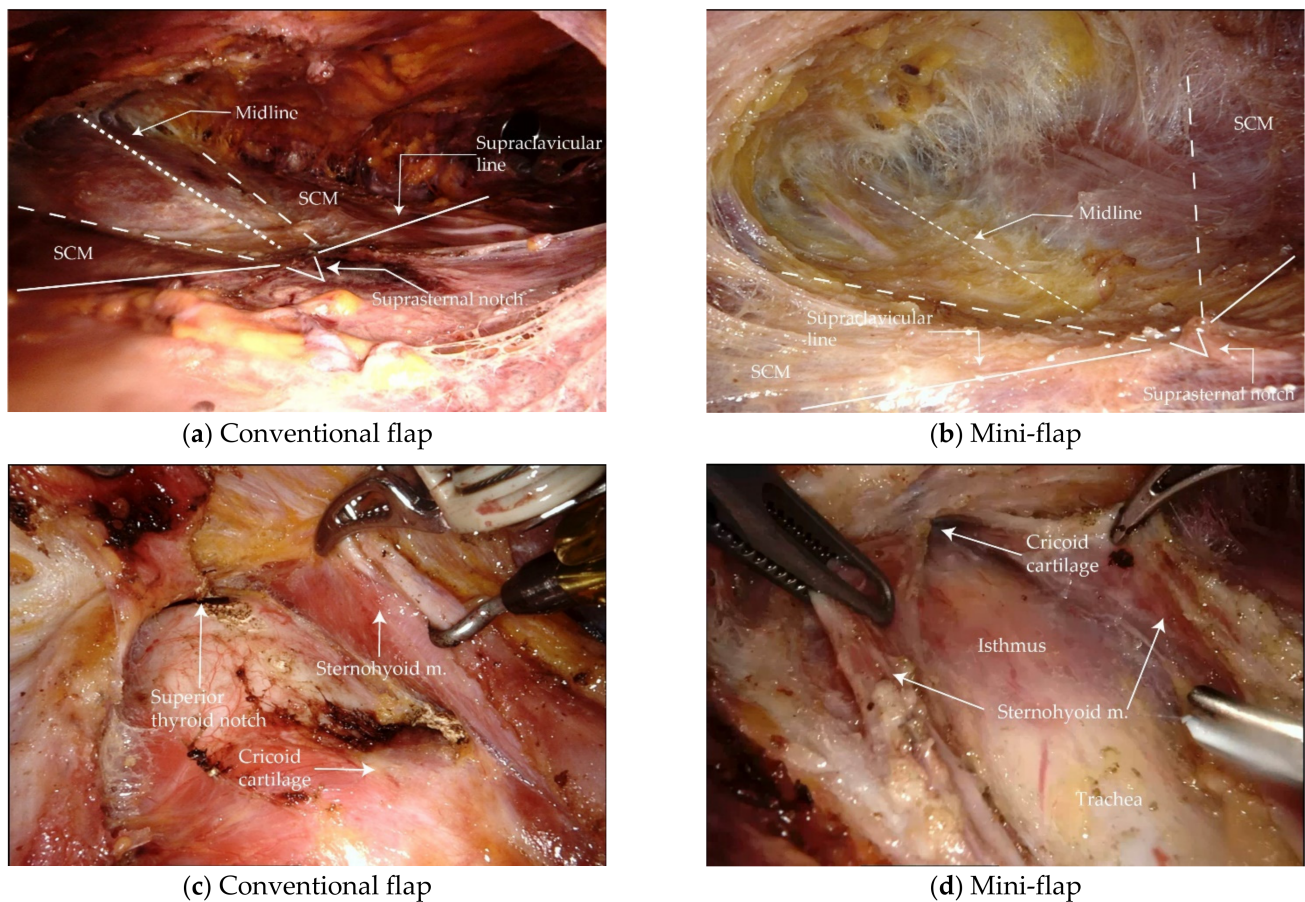 Midline
Supraclavicular
line
SCM
SCM
Suprasternal notch
(a) Conventional flap
SCM
Midline
Supraclavicular
line
SCM
Suprasternal notch
(b) Mini-flap
Sternohyoid m.
Superior
thyroid notch
Cricoid
cartilage
(c) Conventional flap
Cricoid
cartilage
Isthmus
Sternohyoid m.
Trachea
(d) Mini-flap